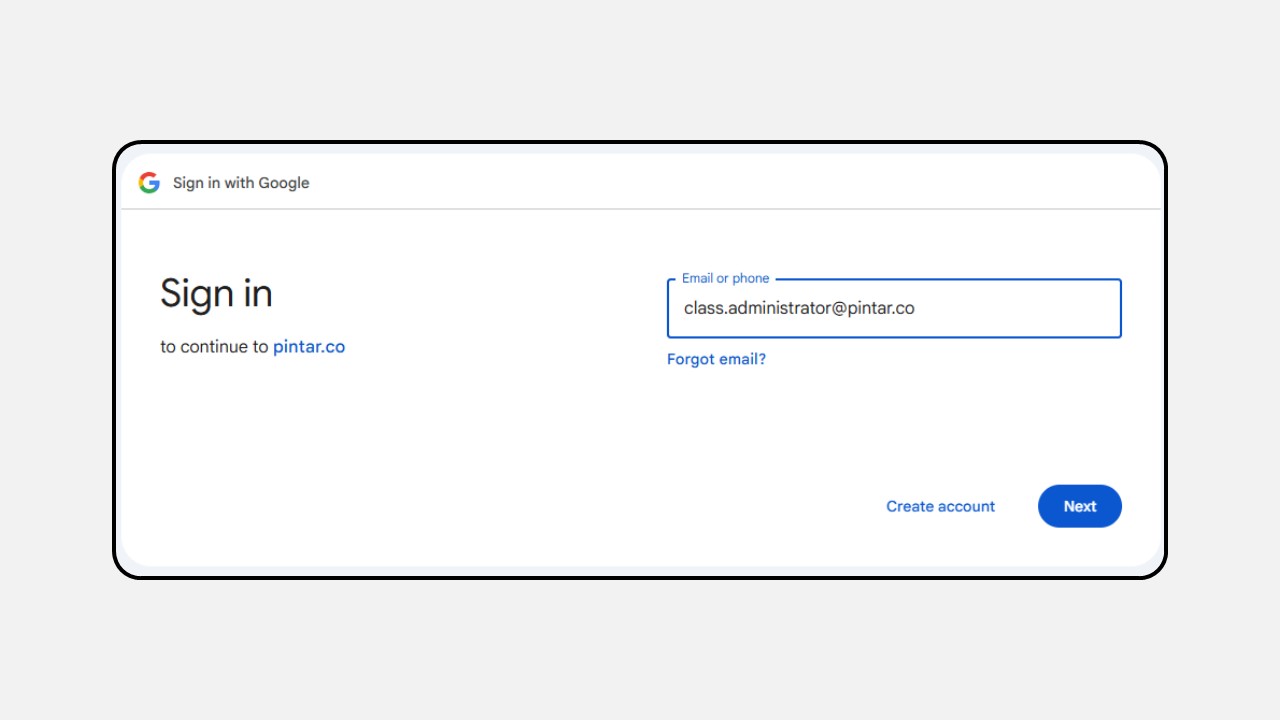 Sign in with Google
Sign in
to continue to pintar.co
Email or phone
class.administrator@pintar.co
Forgot email?
Create account
Next